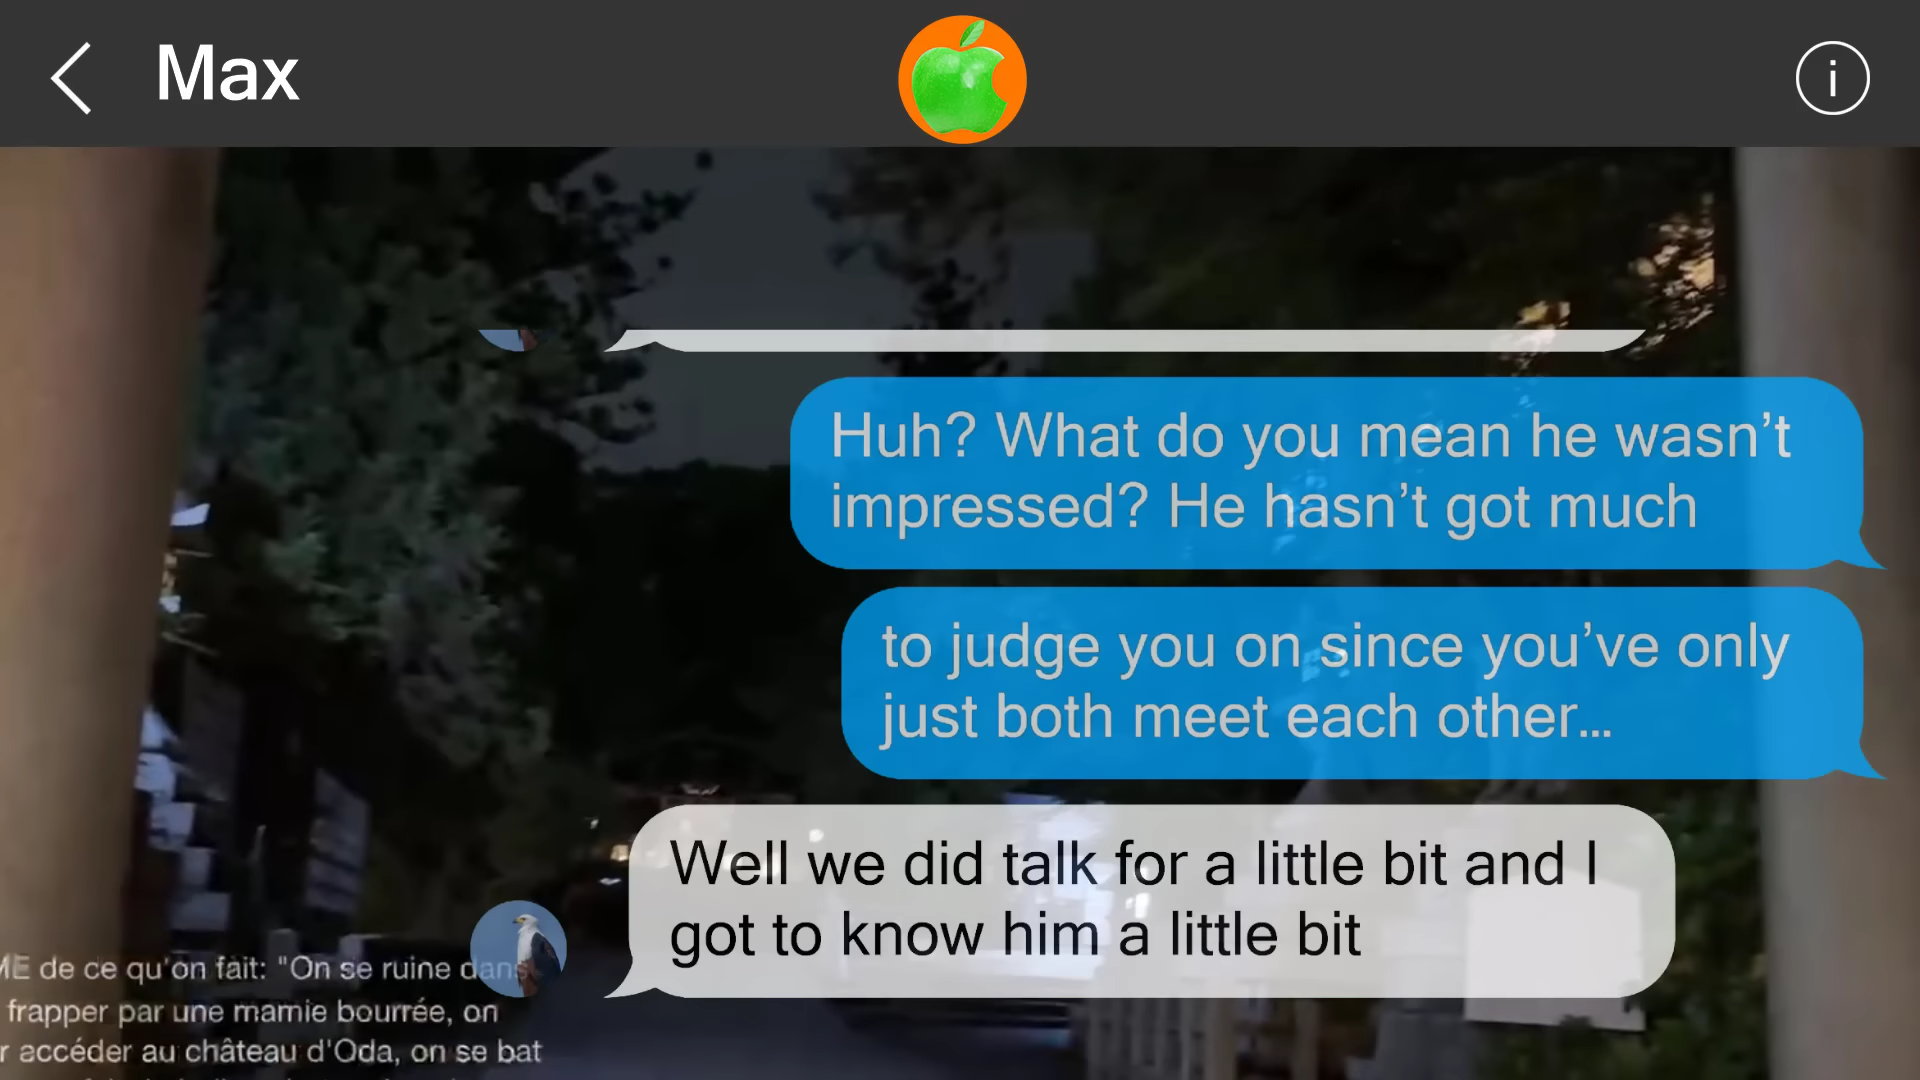 Max
i
Huh? What do you mean he wasn’t
impressed? He hasn’t got much
to judge you on since you’ve only
just both meet each other...
Well we did talk for a little bit and I
got to know him a little bit
de ce qu'on fait: "On se ruine dans
frapper par une mamie bourrée, on
accéder au château d'Oda, on se bat